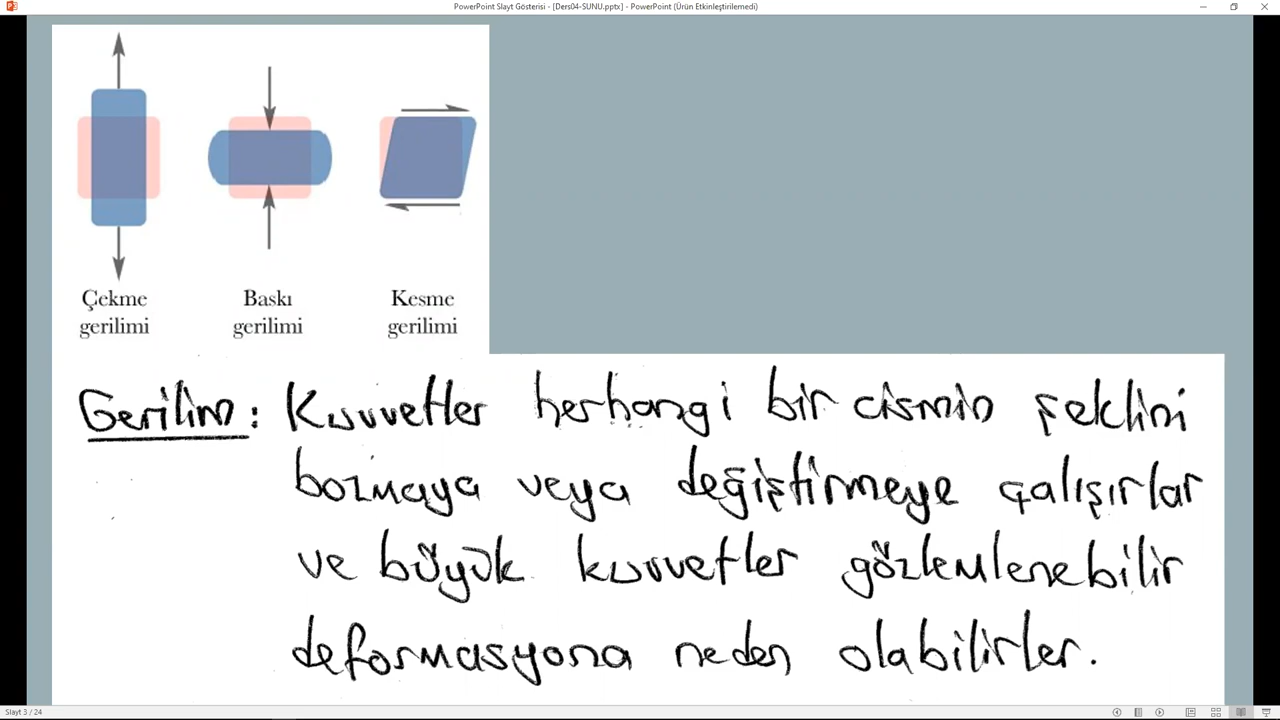 PowerPoint Slayt Gösterisi - [Ders04-SUNU.pptx] - PowerPoint (Ürün Etkinleştirilemedi)
Çekme gerilimi
Baskı gerilimi
Kesme gerilimi
Gerilim: Kuvvetler herhangi bir cismin şeklini
bozmaya veya değiştirmeye çalışırlar
ve büyük kuvvetler gözlemlenebilir
deformasyona neden olabilirler.
Slayt 3 / 24